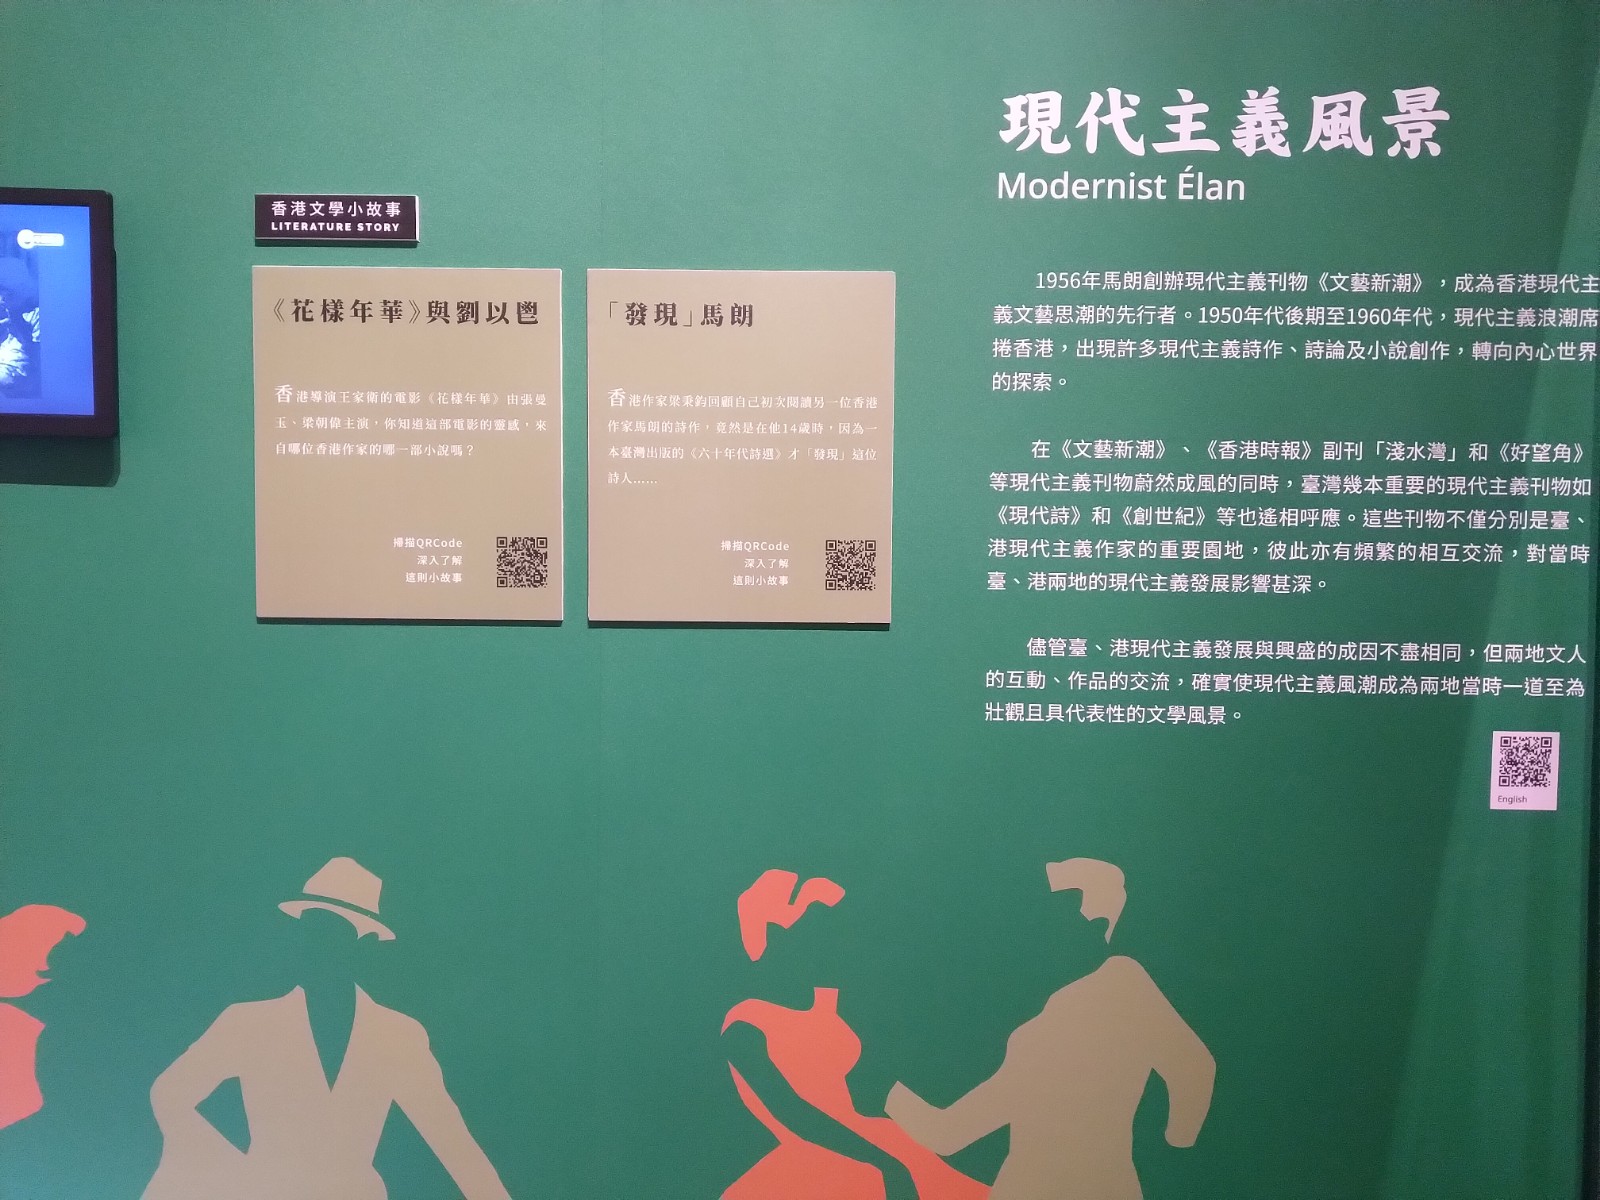 香港文學小故事
LITERATURE STORY
《花樣年華》與劉以鬯
香港導演王家衛的電影《花樣年華》由張曼
玉、梁朝偉主演，你知道這部電影的靈感，來
自哪位香港作家的哪一部小說嗎？
掃描QRCode
深入了解
這則小故事
「發現」馬朗
香港作家梁秉鈞回顧自己初次閱讀另一位香港
作家馬朗的詩作，竟然是在他14歲時，因為一
本臺灣出版的《六十年代詩選》才「發現」這位
詩人……
掃描QRCode
深入了解
這則小故事
現代主義風景
Modernist Élan
1956年馬朗創辦現代主義刊物《文藝新潮》，成為香港現代主
義文藝思潮的先行者。1950年代後期至1960年代，現代主義浪潮席
捲香港，出現許多現代主義詩作、詩論及小說創作，轉向內心世界
的探索。
在《文藝新潮》、《香港時報》副刊「淺水灣」和《好望角》
等現代主義刊物蔚然成風的同時，臺灣幾本重要的現代主義刊物如
《現代詩》和《創世紀》等也遙相呼應。這些刊物不僅分別是臺、
港現代主義作家的重要園地，彼此亦有頻繁的相互交流，對當時
臺、港兩地的現代主義發展影響甚深。
儘管臺、港現代主義發展與興盛的成因不盡相同，但兩地文人
的互動、作品的交流，確實使現代主義風潮成為兩地當時一道至為
壯觀且具代表性的文學風景。
English